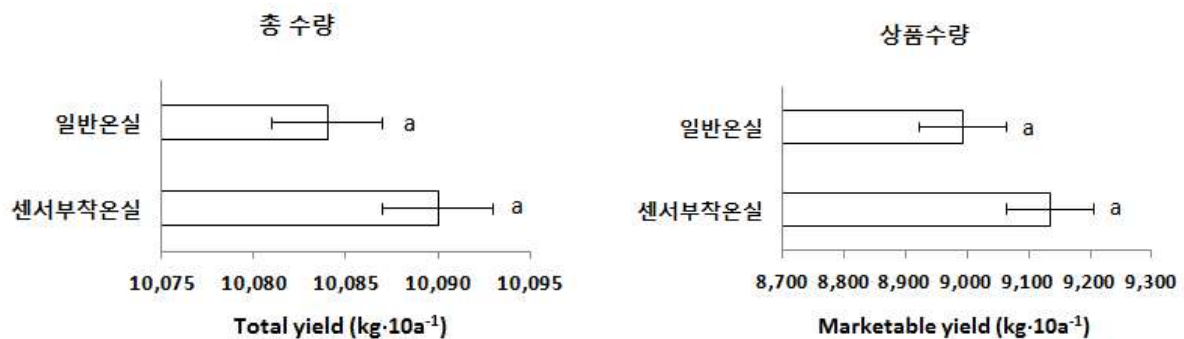 총 수량
일반온실
a
센서부착온실
a
10,075 10,080 10,085 10,090 10,095
Total yield (kg·10a⁻¹)
상품수량
일반온실
a
센서부착온실
a
8,700 8,800 8,900 9,000 9,100 9,200 9,300
Marketable yield (kg·10a⁻¹)